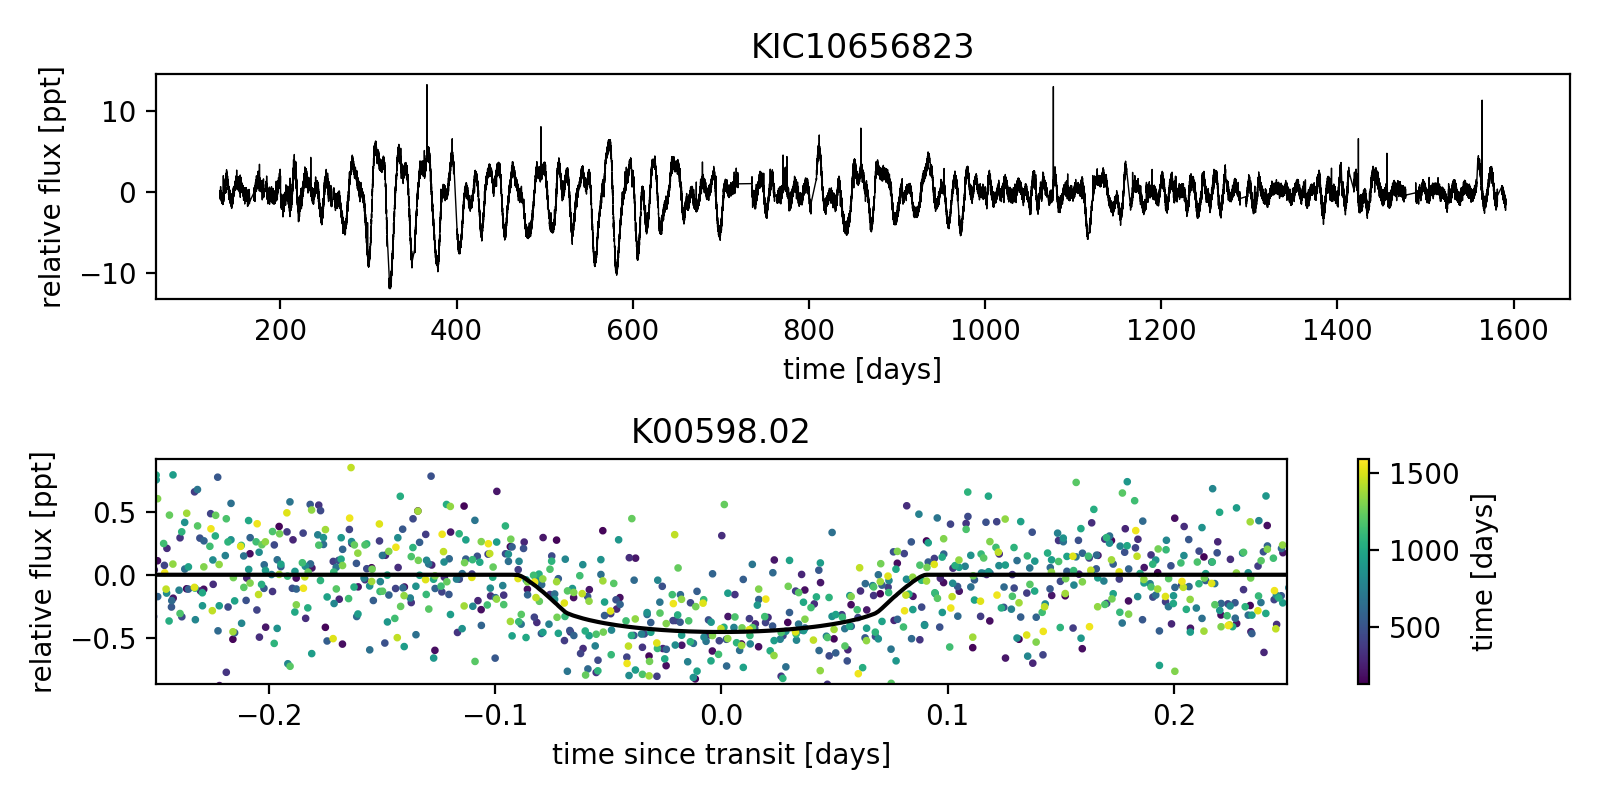 KIC10656823
relative flux [ppt]
10
0
−10
200 400 600 800 1000 1200 1400 1600
time [days]
K00598.02
relative flux [ppt]
0.5
0.0
−0.5
−0.2 −0.1 0.0 0.1 0.2
time since transit [days]
1500
1000
500
time [days]